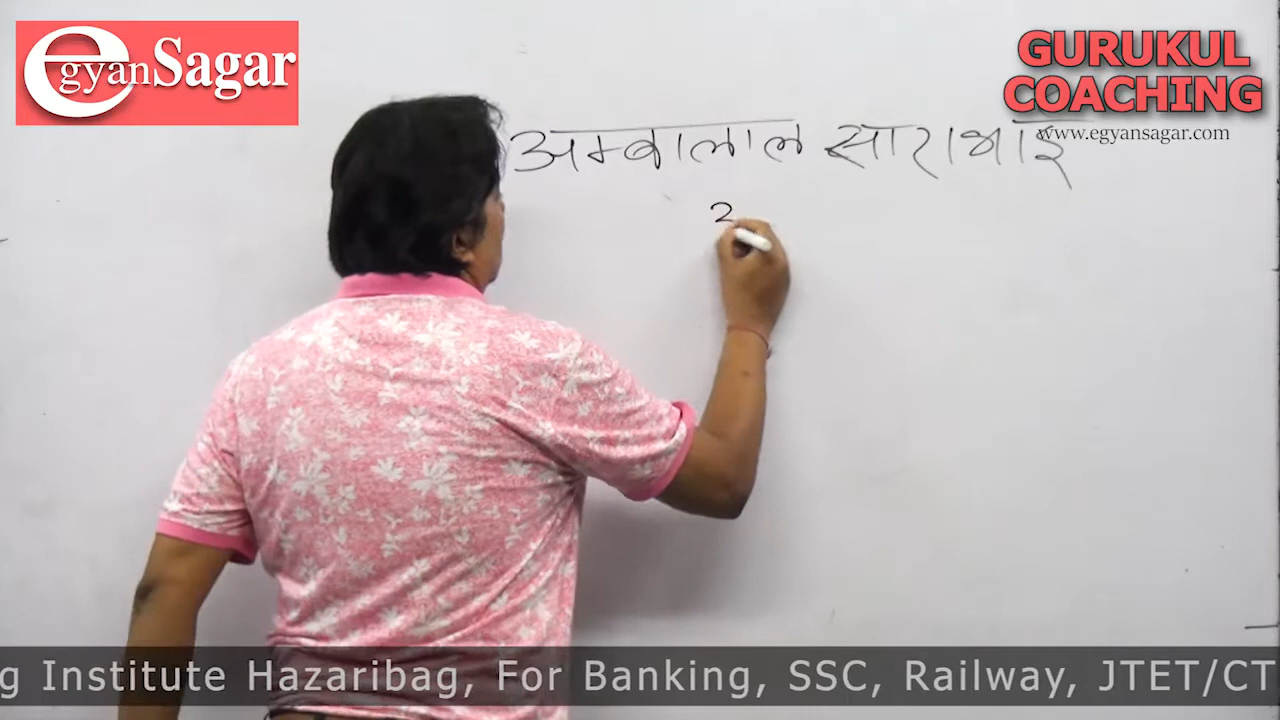 egyanSagar
GURUKUL
COACHING
www.egyansagar.com
अम्बालाल साराभाई
2
g Institute Hazaribag, For Banking, SSC, Railway, JTET/CT